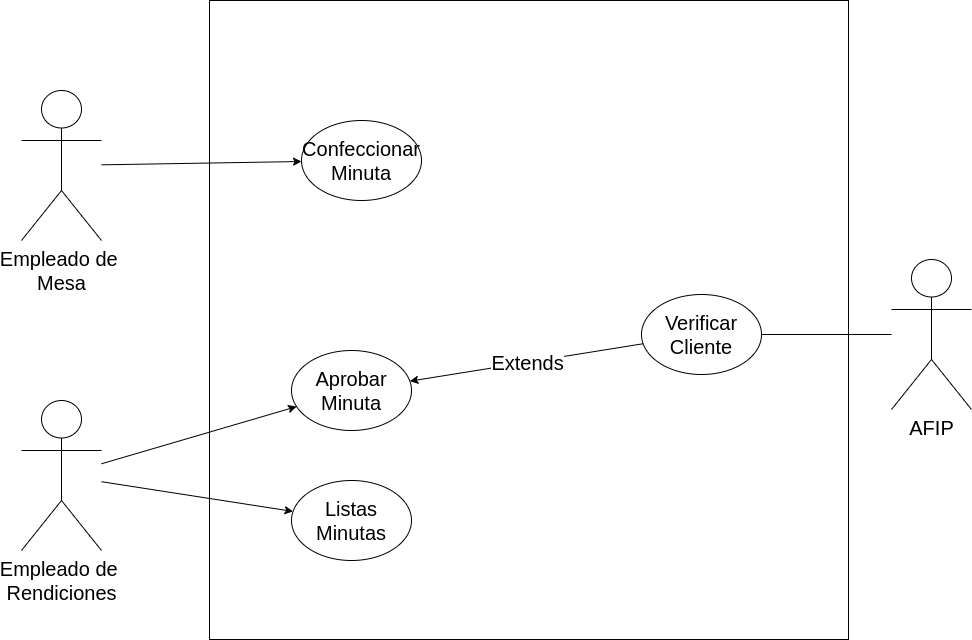 Confeccionar
Minuta
Empleado de
Mesa
Verificar
Cliente
Extends
Aprobar
Minuta
AFIP
Listas
Minutas
Empleado de
Rendiciones